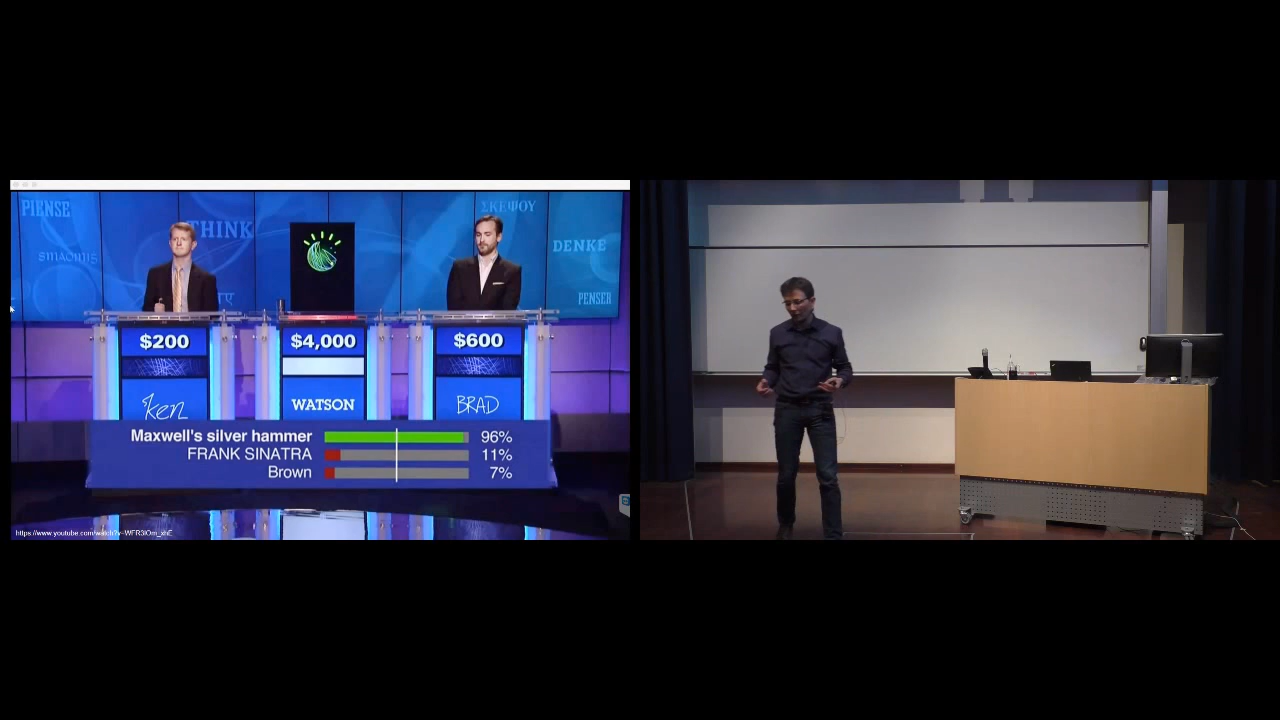 PIENSE
THINK
ΣΚΕΨΟΥ
DENKE
PENSER
$200
$4,000
$600
ken
WATSON
BRAD
Maxwell's silver hammer 96%
FRANK SINATRA 11%
Brown 7%